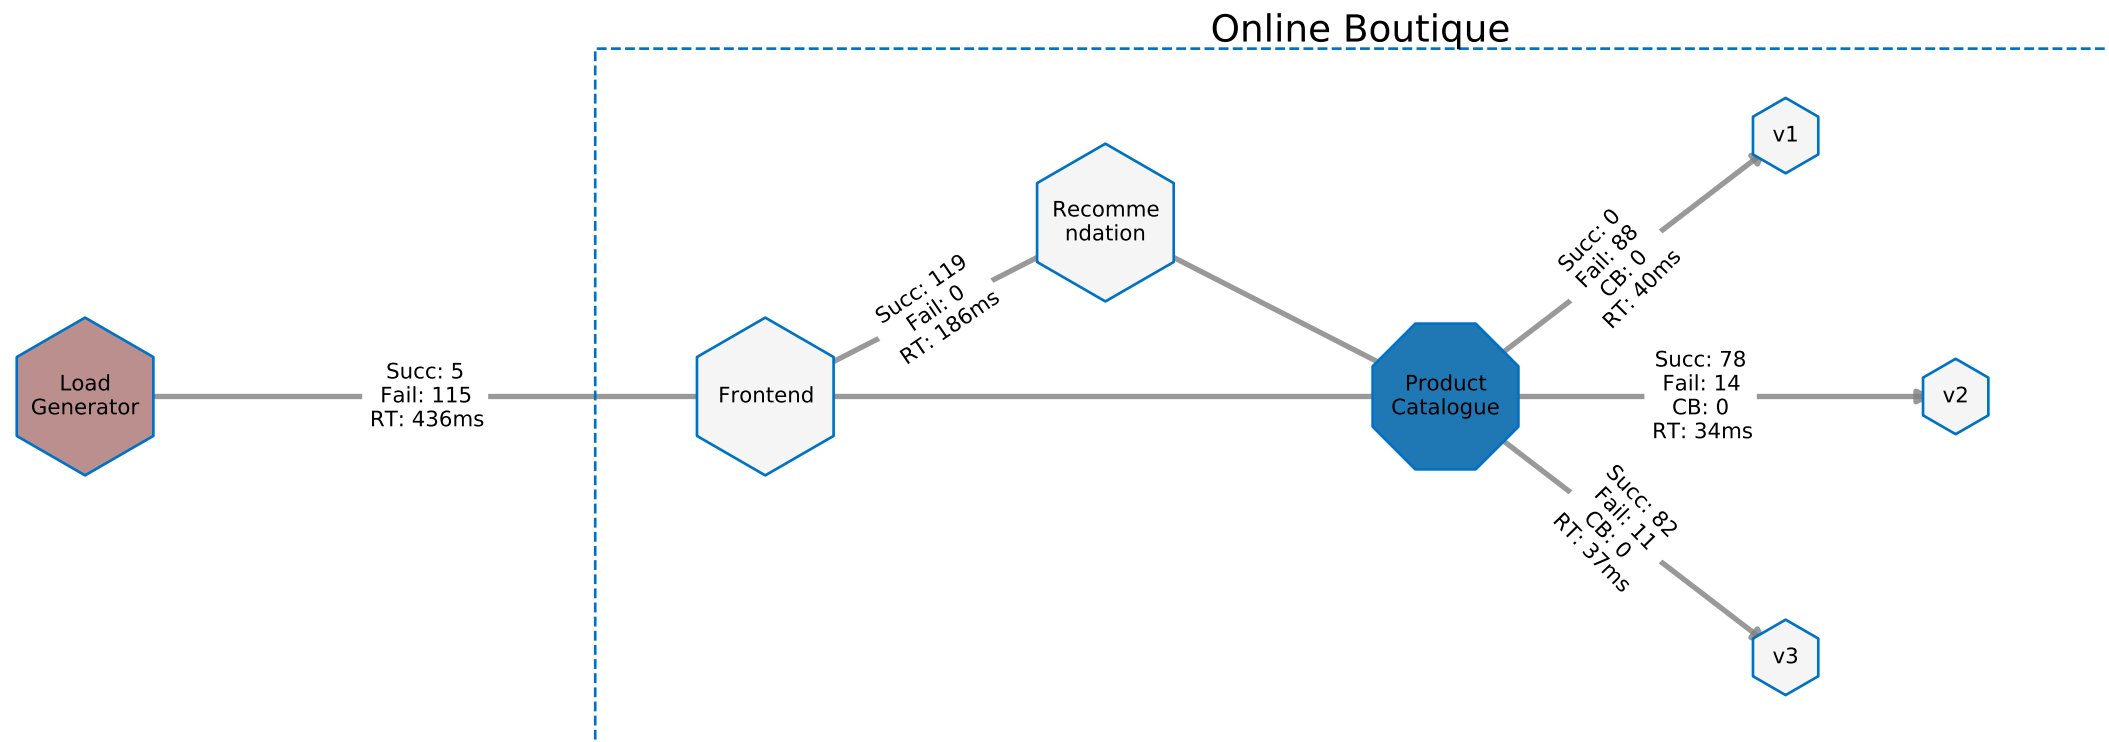 Online Boutique
Load
Generator
Succ: 5
Fail: 115
RT: 436ms
Frontend
Succ: 119
Fail: 0
RT: 186ms
Recomme
ndation
Product
Catalogue
Succ: 0
Fail: 88
CB: 0
RT: 40ms
v1
Succ: 78
Fail: 14
CB: 0
RT: 34ms
v2
Succ: 82
Fail: 11
CB: 0
RT: 37ms
v3